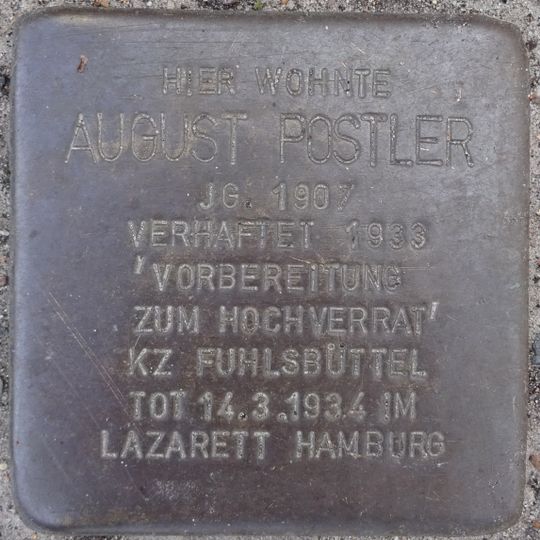 HIER WOHNTE
AUGUST POSTLER
JG. 1907
VERHAFTET 1933
'VORBEREITUNG
ZUM HOCHVERRAT'
KZ FUHLSBÜTTEL
TOT 14.3.1934 IM
LAZARETT HAMBURG